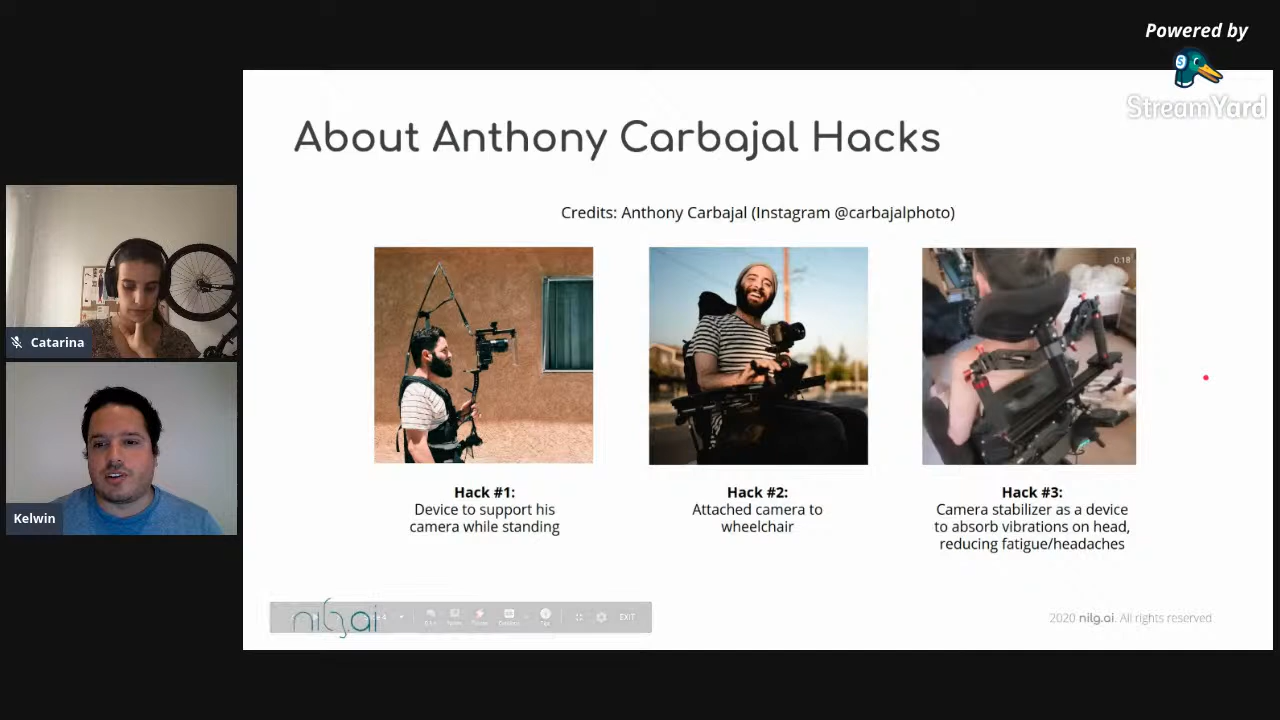 Powered by
StreamYard
About Anthony Carbajal Hacks
Credits: Anthony Carbajal (Instagram @carbajalphoto)
0:18
Catarina
Kelwin
Hack #1:
Device to support his
camera while standing
Hack #2:
Attached camera to
wheelchair
Hack #3:
Camera stabilizer as a device
to absorb vibrations on head,
reducing fatigue/headaches
nilg.ai
EXIT
2020 nilg.ai. All rights reserved